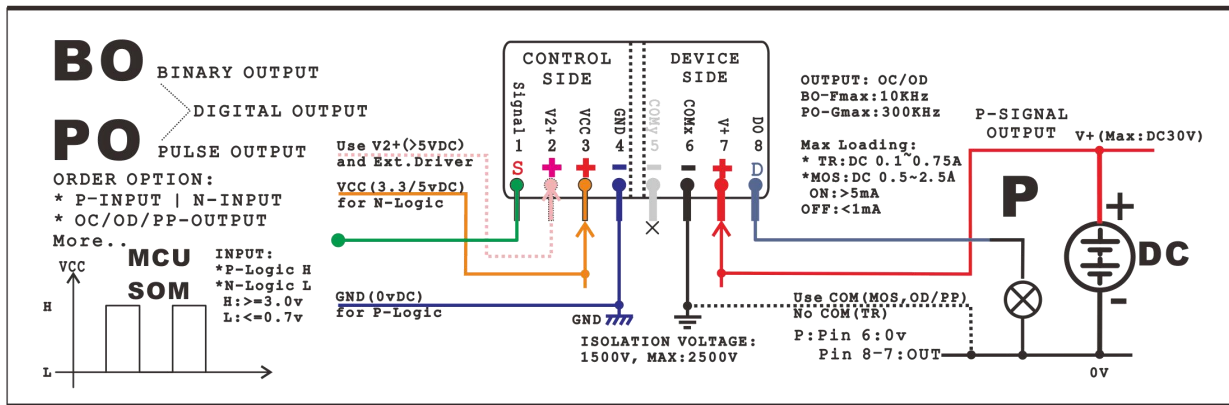 BO BINARY OUTPUT
DIGITAL OUTPUT
PO PULSE OUTPUT
ORDER OPTION:
* P-INPUT | N-INPUT
* OC/OD/PP-OUTPUT
More..
MCU
SOM
VCC
H
L
INPUT:
*P-Logic H
*N-Logic L
H:>=3.0v
L:<=0.7v
Use V2+(>5VDC)
and Ext.Driver
VCC(3.3/5vDC)
for N-Logic
GND(0vDC)
for P-Logic
CONTROL
SIDE
DEVICE
SIDE
Signal 1
V2+ 2
VCC 3
GND 4
COMy 5
COMx 6
V+ 7
DO 8
S + + - - - + D
GND
ISOLATION VOLTAGE:
1500V, MAX:2500V
OUTPUT: OC/OD
BO-Fmax:10KHz
PO-Gmax:300KHz
Max Loading:
* TR:DC 0.1~0.75A
*MOS:DC 0.5~2.5A
ON:>5mA
OFF:<1mA
P-SIGNAL
OUTPUT
V+(Max:DC30V)
P
+
DC
-
Use COM(MOS,OD/PP)
No COM(TR)
P:Pin 6:0v
Pin 8-7:OUT
0V